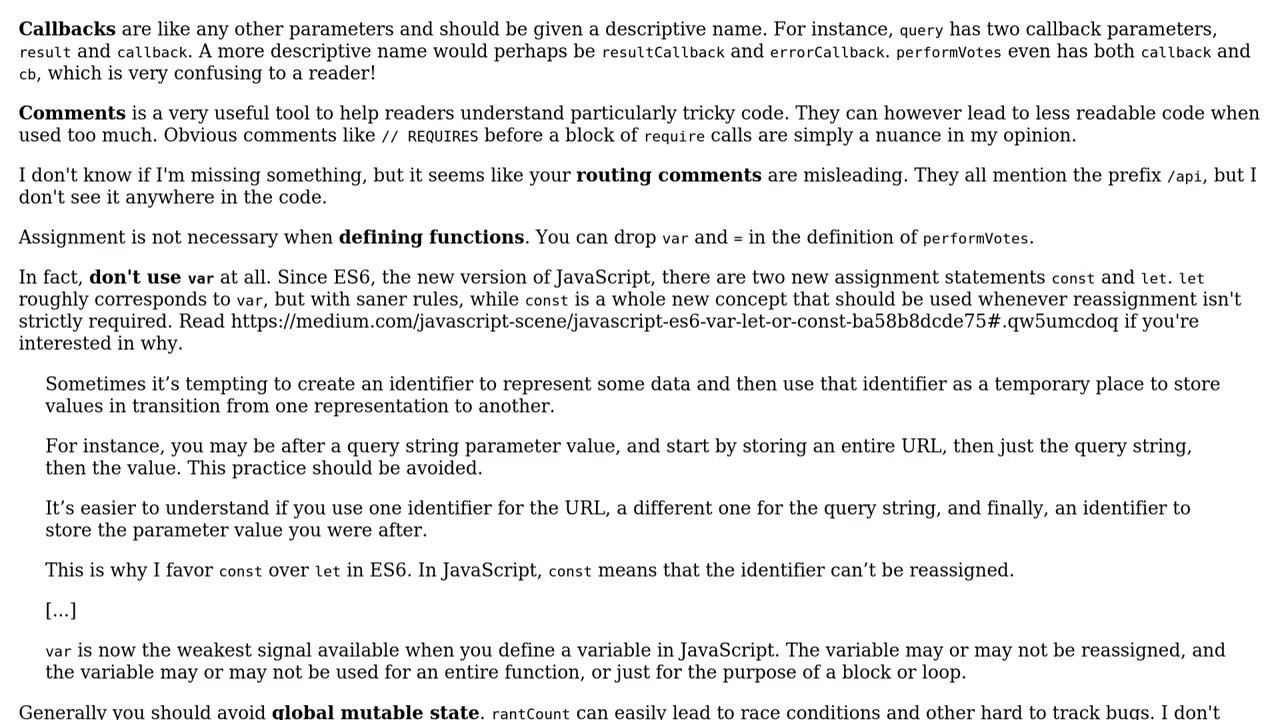 Callbacks are like any other parameters and should be given a descriptive name. For instance, query has two callback parameters,
result and callback. A more descriptive name would perhaps be resultCallback and errorCallback. performVotes even has both callback and
cb, which is very confusing to a reader!
Comments is a very useful tool to help readers understand particularly tricky code. They can however lead to less readable code when
used too much. Obvious comments like // REQUIRES before a block of require calls are simply a nuance in my opinion.
I don't know if I'm missing something, but it seems like your routing comments are misleading. They all mention the prefix /api, but I
don't see it anywhere in the code.
Assignment is not necessary when defining functions. You can drop var and = in the definition of performVotes.
In fact, don't use var at all. Since ES6, the new version of JavaScript, there are two new assignment statements const and let. let
roughly corresponds to var, but with saner rules, while const is a whole new concept that should be used whenever reassignment isn't
strictly required. Read https://medium.com/javascript-scene/javascript-es6-var-let-or-const-ba58b8dcde75#.qw5umcdoq if you're
interested in why.
Sometimes it’s tempting to create an identifier to represent some data and then use that identifier as a temporary place to store
values in transition from one representation to another.
For instance, you may be after a query string parameter value, and start by storing an entire URL, then just the query string,
then the value. This practice should be avoided.
It’s easier to understand if you use one identifier for the URL, a different one for the query string, and finally, an identifier to
store the parameter value you were after.
This is why I favor const over let in ES6. In JavaScript, const means that the identifier can’t be reassigned.
[…]
var is now the weakest signal available when you define a variable in JavaScript. The variable may or may not be reassigned, and
the variable may or may not be used for an entire function, or just for the purpose of a block or loop.
Generally you should avoid global mutable state. rantCount can easily lead to race conditions and other hard to track bugs. I don't